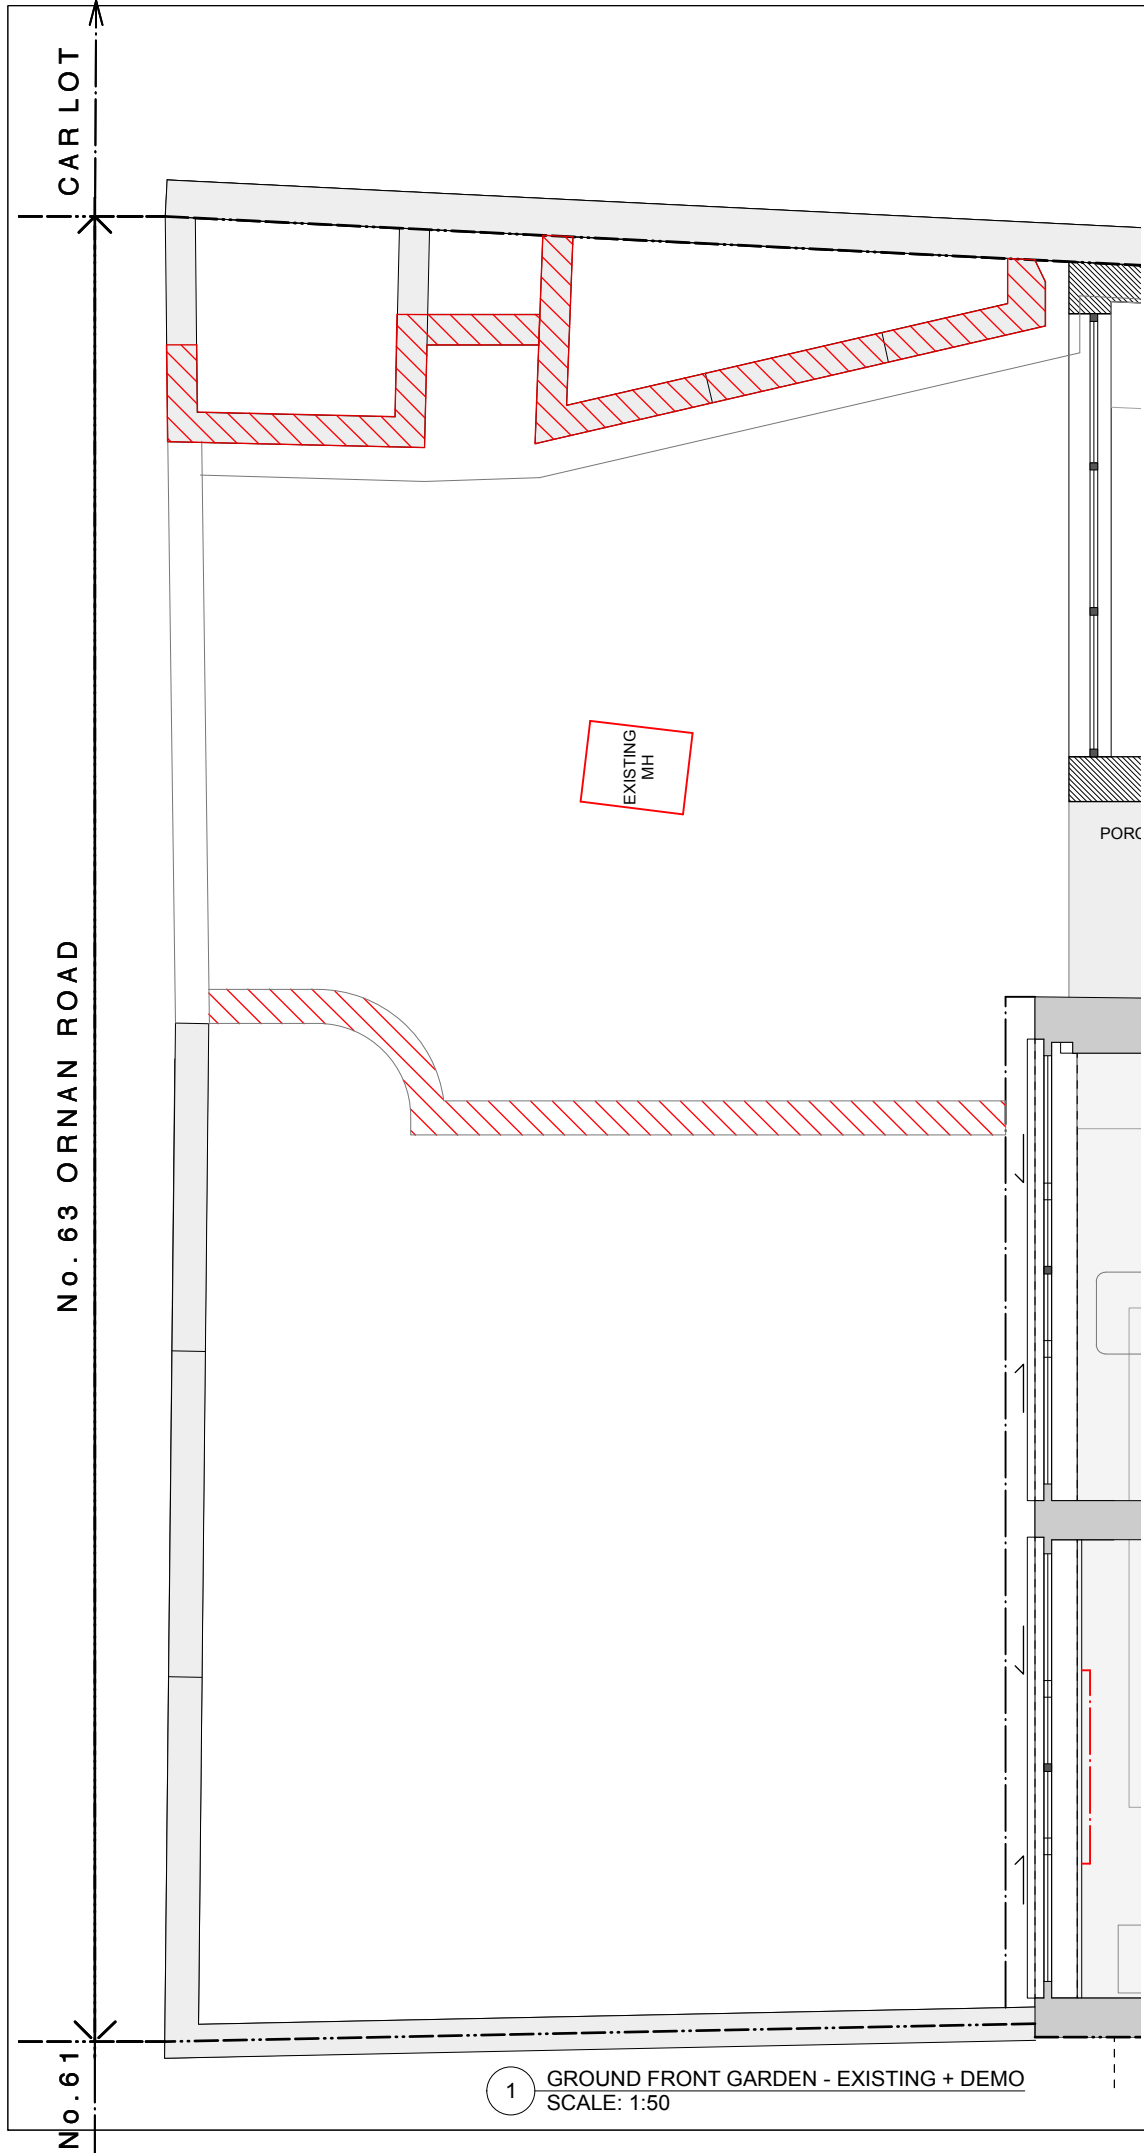 CAR LOT
EXISTING
MH
PORC
No. 63 ORNAN ROAD
No. 61
1
GROUND FRONT GARDEN - EXISTING + DEMO
SCALE: 1:50